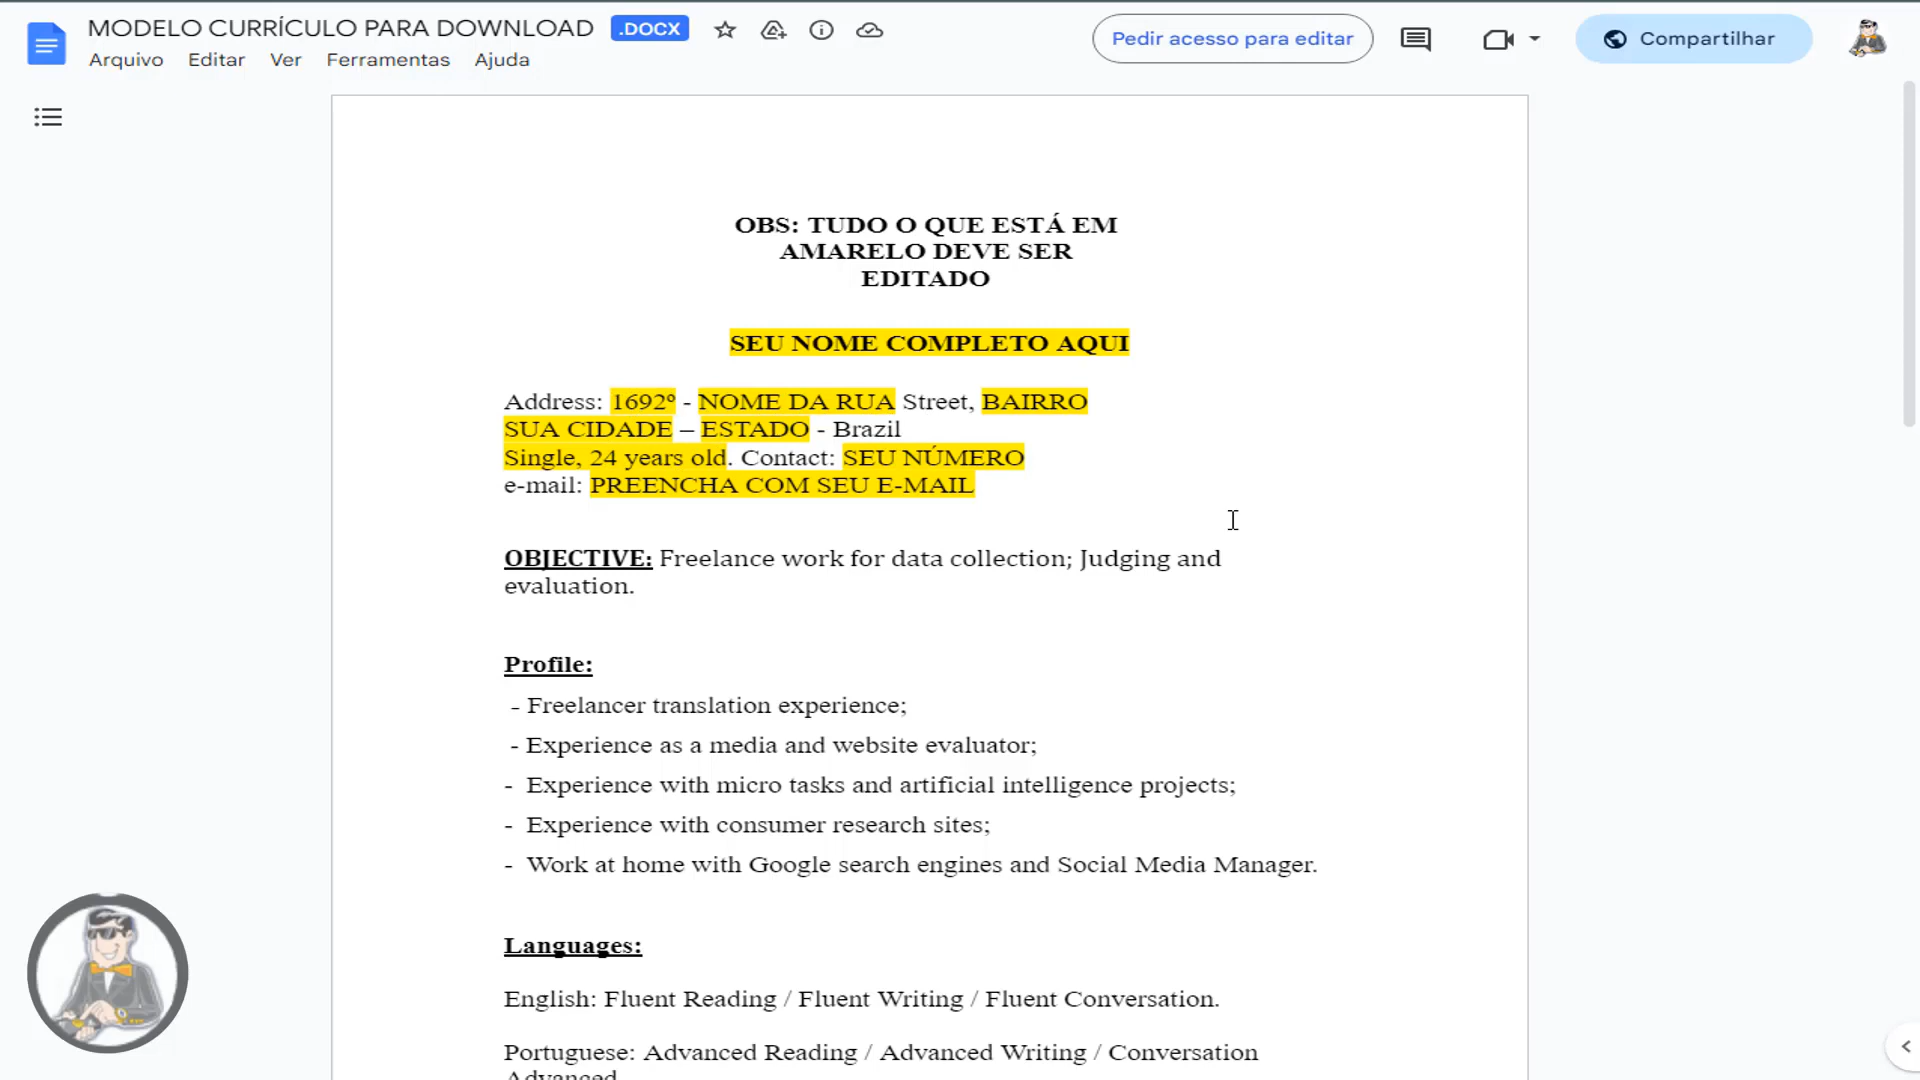 MODELO CURRÍCULO PARA DOWNLOAD .DOCX
Pedir acesso para editar
Compartilhar
Arquivo Editar Ver Ferramentas Ajuda
OBS: TUDO O QUE ESTÁ EM
AMARELO DEVE SER
EDITADO
SEU NOME COMPLETO AQUI
Address: 1692º - NOME DA RUA Street, BAIRRO
SUA CIDADE – ESTADO - Brazil
Single, 24 years old. Contact: SEU NÚMERO
e-mail: PREENCHA COM SEU E-MAIL
OBJECTIVE: Freelance work for data collection; Judging and
evaluation.
Profile:
- Freelancer translation experience;
- Experience as a media and website evaluator;
- Experience with micro tasks and artificial intelligence projects;
- Experience with consumer research sites;
- Work at home with Google search engines and Social Media Manager.
Languages:
English: Fluent Reading / Fluent Writing / Fluent Conversation.
Portuguese: Advanced Reading / Advanced Writing / Conversation
Advanced